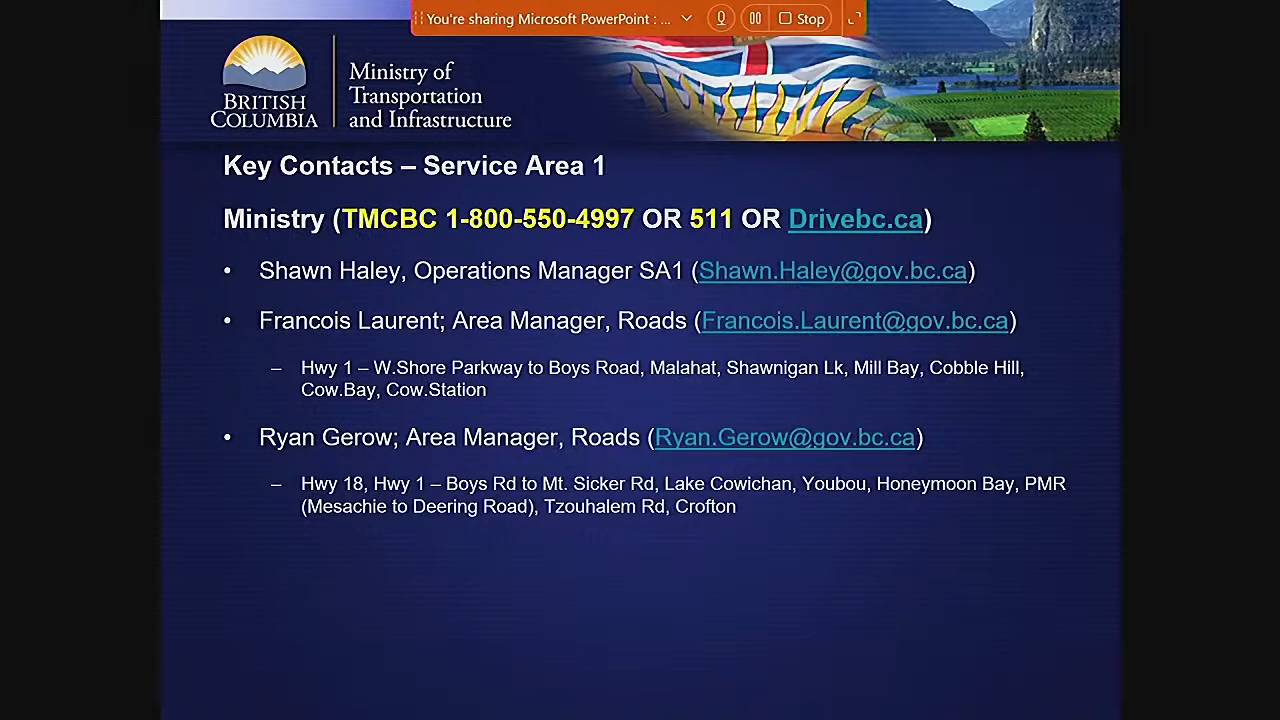 You're sharing Microsoft PowerPoint : ...
Stop
BRITISH
COLUMBIA
Ministry of
Transportation
and Infrastructure
Key Contacts – Service Area 1
Ministry (TMCBC 1-800-550-4997 OR 511 OR Drivebc.ca)
• Shawn Haley, Operations Manager SA1 (Shawn.Haley@gov.bc.ca)
• Francois Laurent; Area Manager, Roads (Francois.Laurent@gov.bc.ca)
– Hwy 1 – W.Shore Parkway to Boys Road, Malahat, Shawnigan Lk, Mill Bay, Cobble Hill,
Cow.Bay, Cow.Station
• Ryan Gerow; Area Manager, Roads (Ryan.Gerow@gov.bc.ca)
– Hwy 18, Hwy 1 – Boys Rd to Mt. Sicker Rd, Lake Cowichan, Youbou, Honeymoon Bay, PMR
(Mesachie to Deering Road), Tzouhalem Rd, Crofton